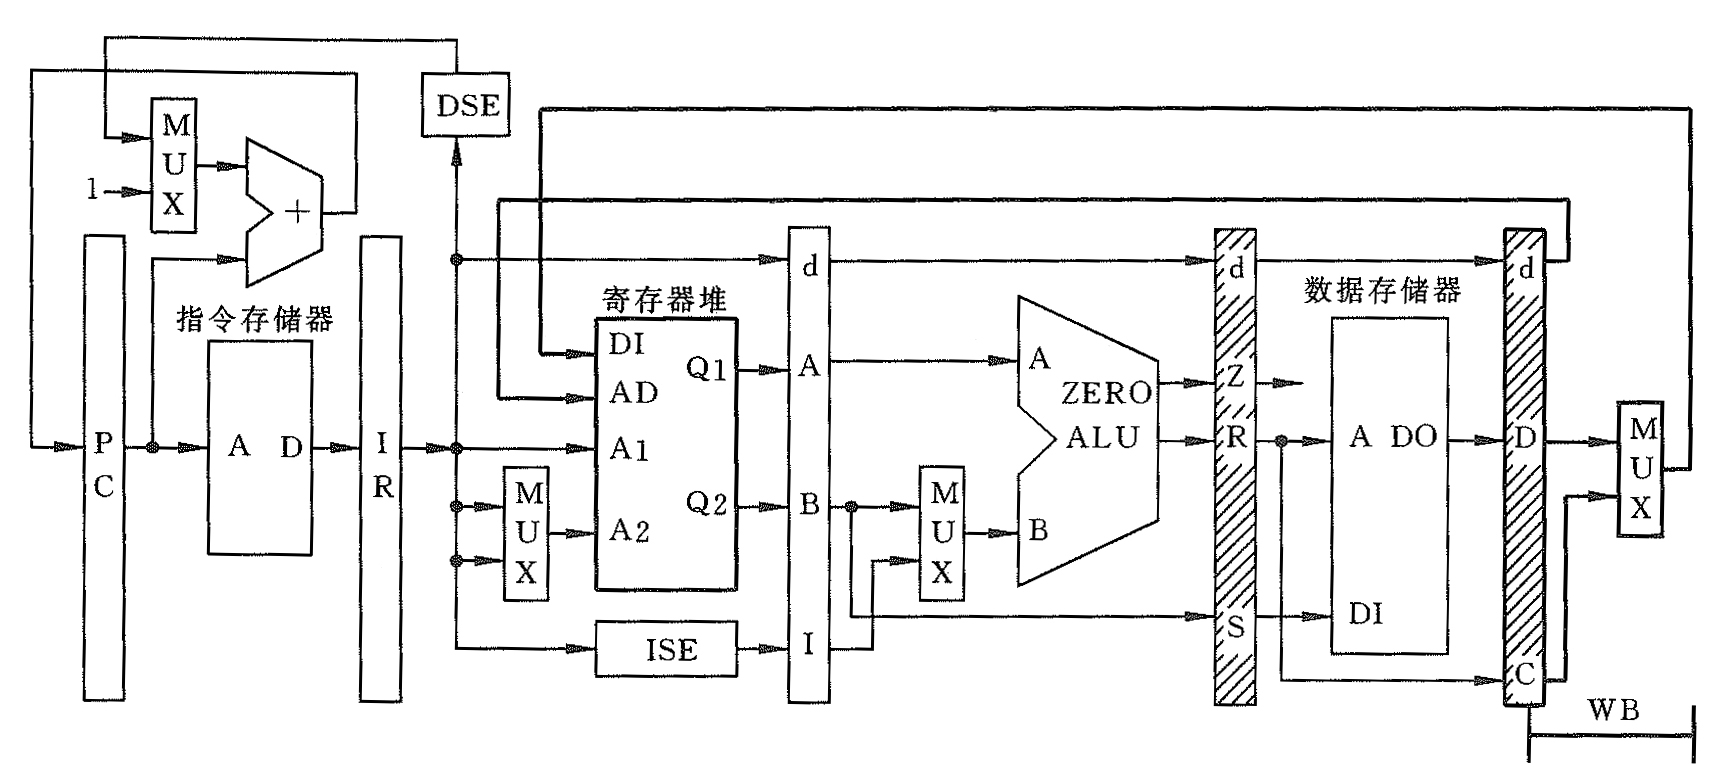 DSE
M
U
X
1
+
指令存储器
寄存器堆
数据存储器
P
C
A D
I
R
DI
AD
A1
A2
Q1
Q2
M
U
X
ISE
d
A
B
I
M
U
X
A
B
ZERO
ALU
d
Z
R
S
A DO
DI
d
D
C
M
U
X
WB